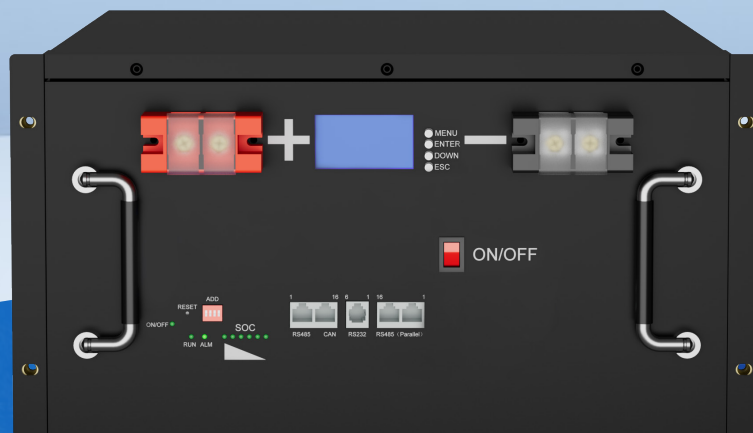 +
-
MENU
ENTER
DOWN
ESC
ON/OFF
ADD
RESET
ON/OFF
RUN ALM
SOC
1 16 6 1 16 1
RS485 CAN RS232 RS485 (Parallel)